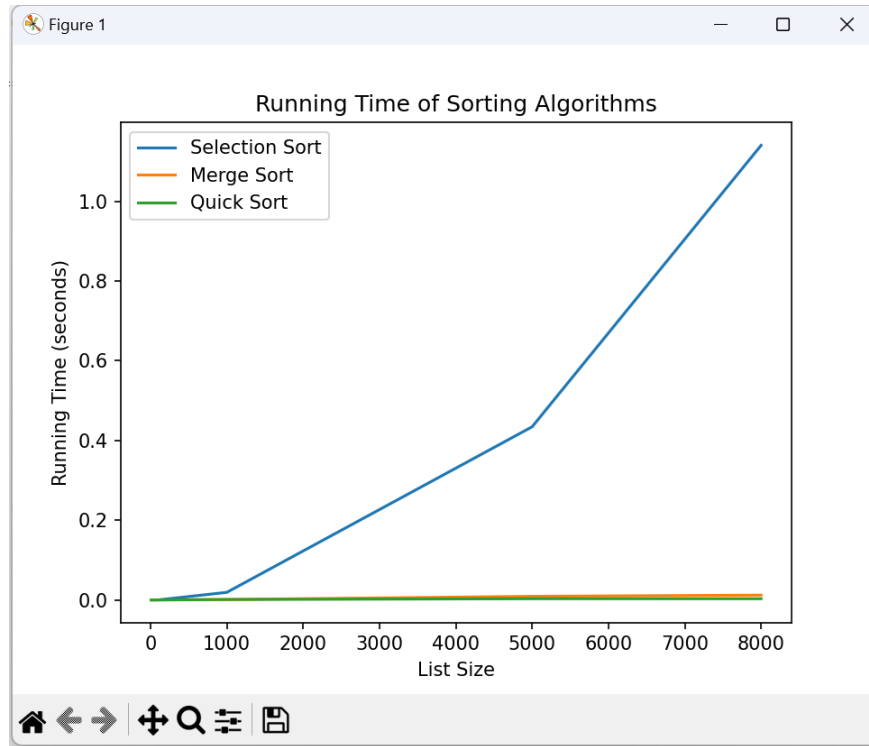 Figure 1
Running Time of Sorting Algorithms
Selection Sort
Merge Sort
Quick Sort
1.0
0.8
0.6
0.4
0.2
0.0
Running Time (seconds)
0 1000 2000 3000 4000 5000 6000 7000 8000
List Size